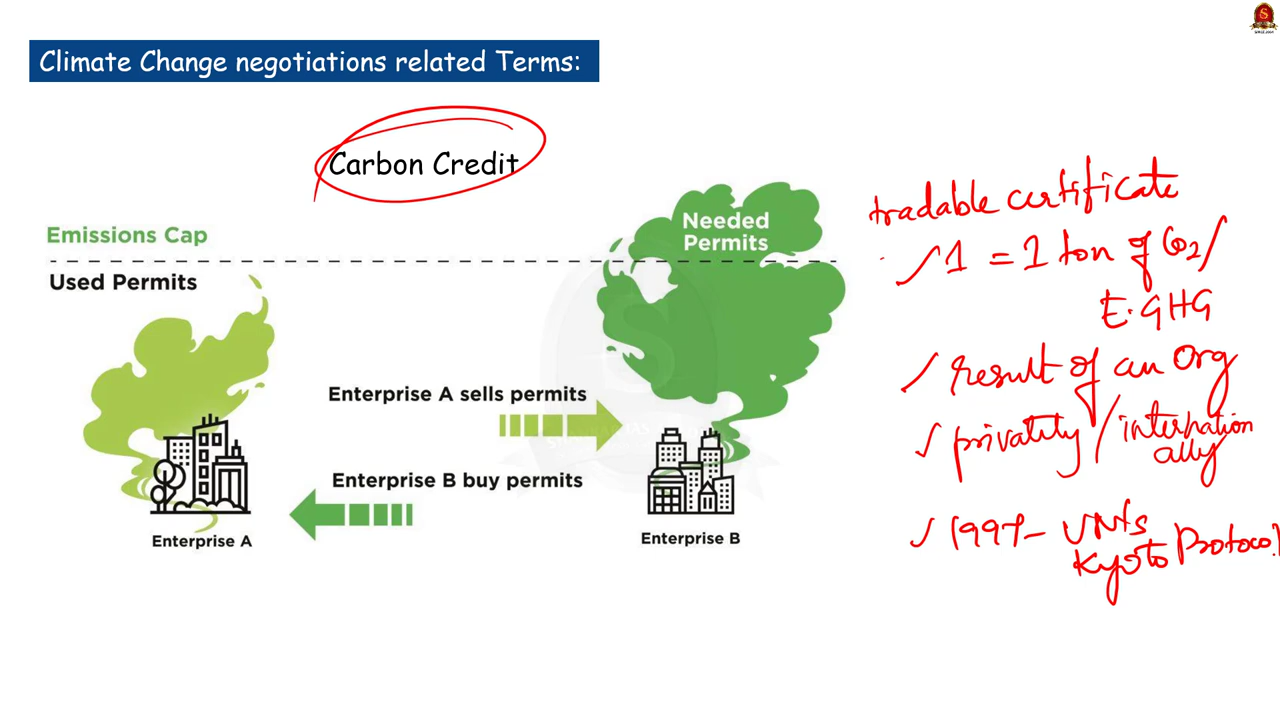 Climate Change negotiations related Terms:
Carbon Credit
Emissions Cap
Used Permits
Needed
Permits
Enterprise A sells permits
Enterprise B buy permits
Enterprise A
Enterprise B
tradable certificate
1 = 1 ton of CO2/
E.GHG
result of an Org
privately / internation
ally
1997 - UN's
Kyoto Protocol
S